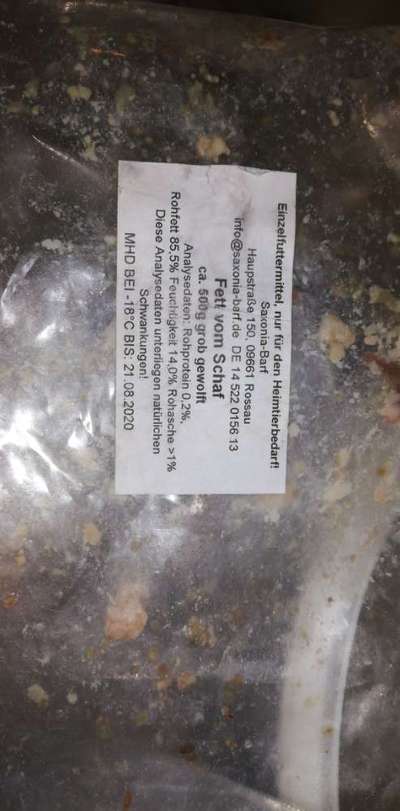 Einzelfuttermittel, nur für den Heimtierbedarf!
Saxonia-Barf
Haupstraße 150, 09661 Rossau
info@saxonia-barf.de DE 14 522 0156 13
Fett vom Schaf
ca. 500g grob gewolft
Analysedaten: Rohprotein 0,2%,
Rohfett 85,5% Feuchtigkeit 14,0% Rohasche >1%
Diese Analysedaten unterliegen natürlichen
Schwankungen!
MHD BEI -18°C BIS: 21.08.2020